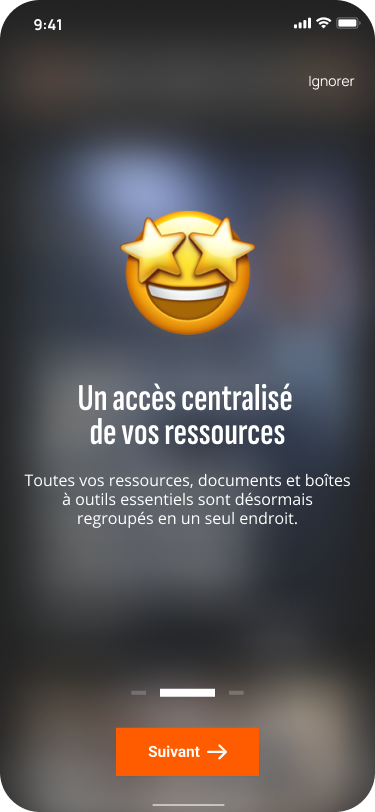 9:41
Ignorer
Un accès centralisé
de vos ressources
Toutes vos ressources, documents et boîtes
à outils essentiels sont désormais
regroupés en un seul endroit.
Suivant